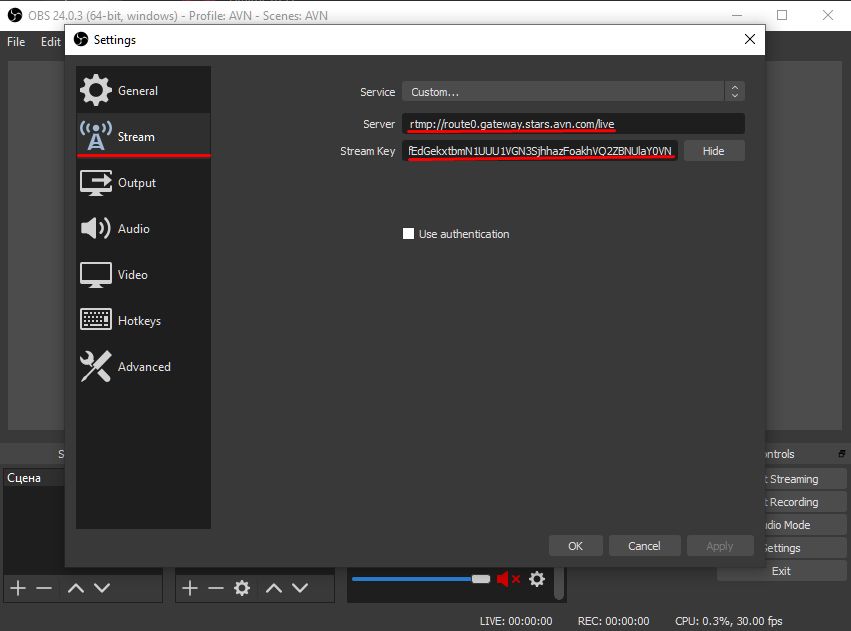 OBS 24.0.3 (64-bit, windows) - Profile: AVN - Scenes: AVN
File Edit
Settings
General
Stream
Output
Audio
Video
Hotkeys
Advanced
Service Custom...
Server rtmp://route0.gateway.stars.avn.com/live
Stream Key fEdGekxtbmN1UUU1VGN3SjhhazFoakhVQ2ZBNUlaY0VN Hide
Use authentication
OK Cancel Apply
S
Сцена
ontrols
t Streaming
t Recording
udio Mode
Settings
Exit
LIVE: 00:00:00 REC: 00:00:00 CPU: 0.3%, 30.00 fps